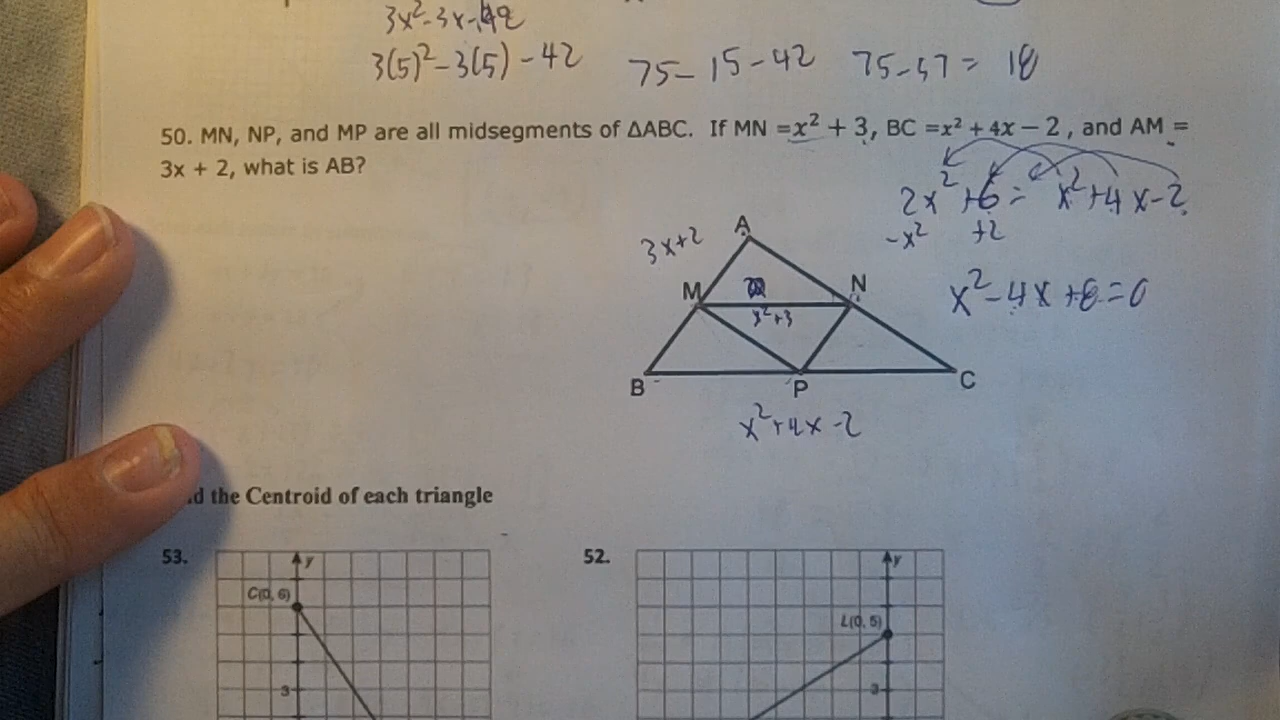 3x²-3x-42
3(5)²-3(5)-42 75-15-42 75-57= 18
50. MN, NP, and MP are all midsegments of ΔABC. If MN =x² + 3, BC =x² + 4x − 2 , and AM =
3x + 2, what is AB?
2x²+6= x²+4x-2
-x² +2
x²-4x+8=0
3x+2
A
M
N
x²+3
B
P
C
x²+4x-2
d the Centroid of each triangle
53.
y
C(0, 6)
3
52.
y
L(0, 5)
3